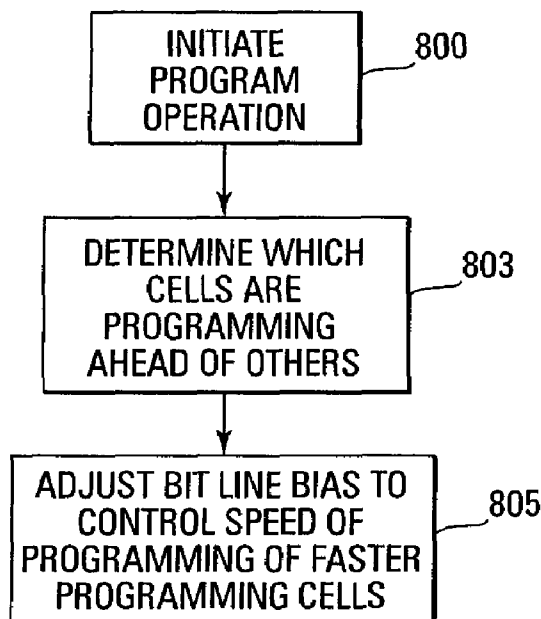 INITIATE
PROGRAM
OPERATION
800
DETERMINE WHICH
CELLS ARE
PROGRAMMING
AHEAD OF OTHERS
803
ADJUST BIT LINE BIAS TO
CONTROL SPEED OF
PROGRAMMING OF FASTER
PROGRAMMING CELLS
805